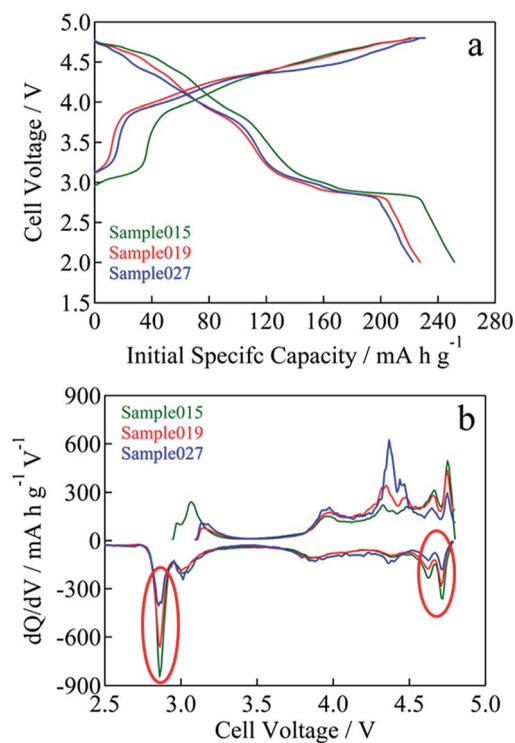 5.0
a
4.5
4.0
3.5
3.0
2.5
2.0
1.5
Cell Voltage / V
Sample015
Sample019
Sample027
0 40 80 120 160 200 240 280
Initial Specifc Capacity / mA h g-1
900
b
600
300
0
-300
-600
-900
dQ/dV / mA h g-1 V-1
Sample015
Sample019
Sample027
2.5 3.0 3.5 4.0 4.5 5.0
Cell Voltage / V